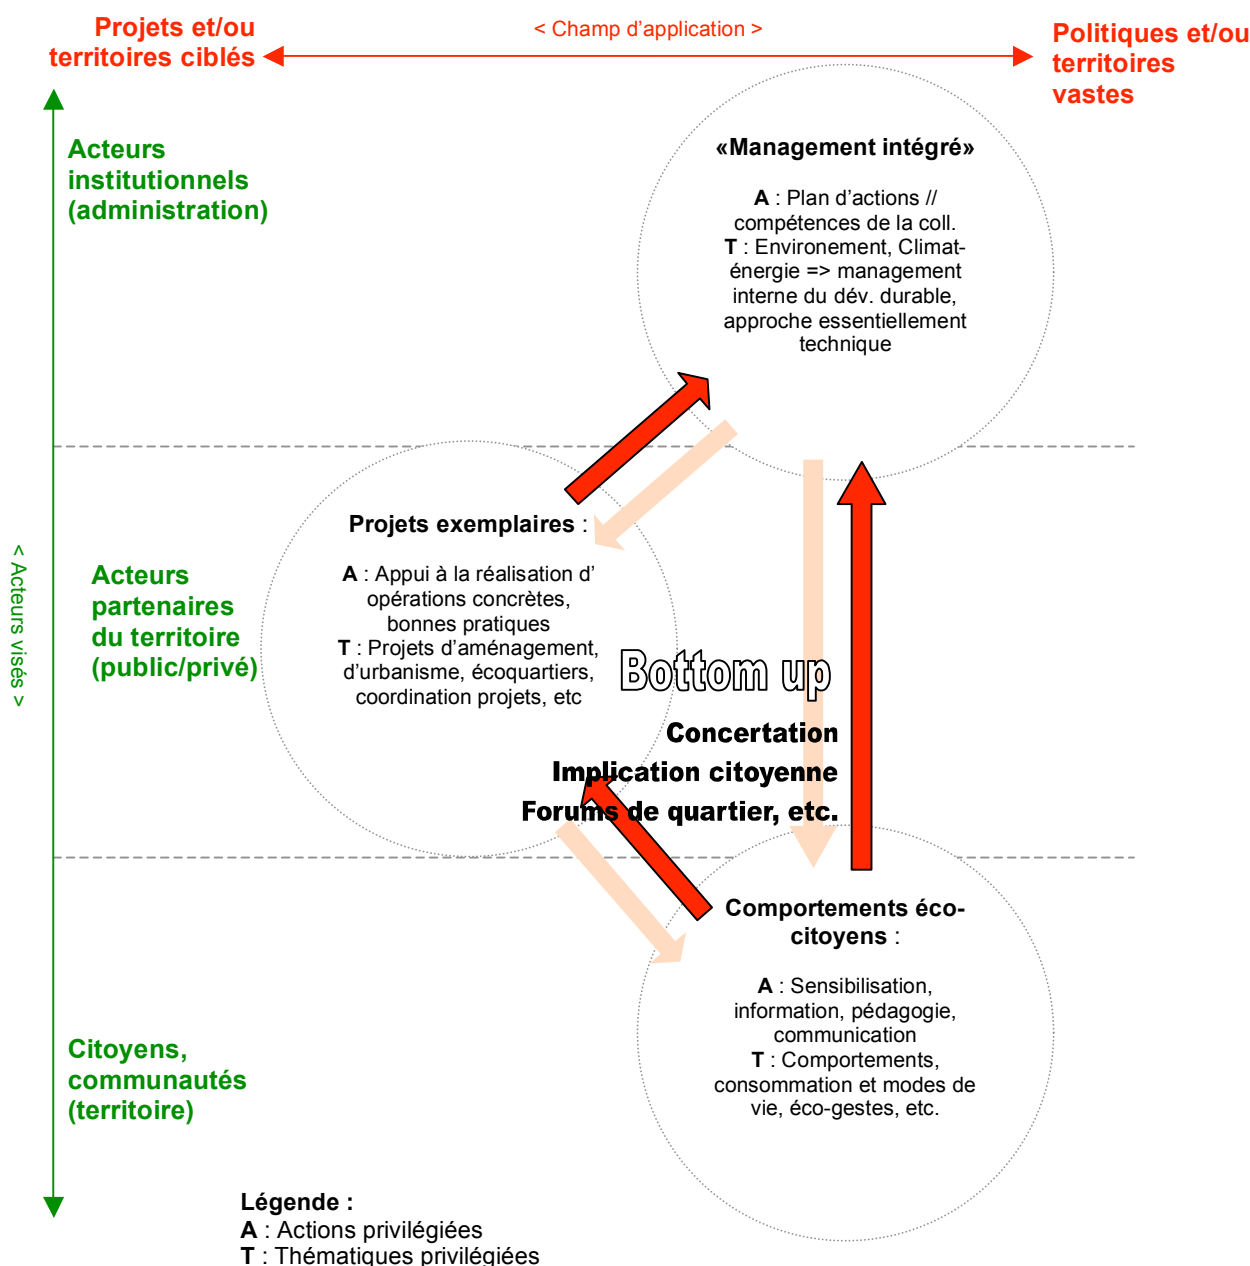 Projets et/ou
territoires ciblés
< Champ d’application >
Politiques et/ou
territoires
vastes
Acteurs
institutionnels
(administration)
«Management intégré»
A : Plan d’actions //
compétences de la coll.
T : Environement, Climat-
énergie => management
interne du dév. durable,
approche essentiellement
technique
< Acteurs visés >
Acteurs
partenaires
du territoire
(public/privé)
Projets exemplaires :
A : Appui à la réalisation d’
opérations concrètes,
bonnes pratiques
T : Projets d’aménagement,
d’urbanisme, écoquartiers,
coordination projets, etc
Bottom up
Concertation
Implication citoyenne
Forums de quartier, etc.
Citoyens,
communautés
(territoire)
Comportements éco-
citoyens :
A : Sensibilisation,
information, pédagogie,
communication
T : Comportements,
consommation et modes de
vie, éco-gestes, etc.
Légende :
A : Actions privilégiées
T : Thématiques privilégiées